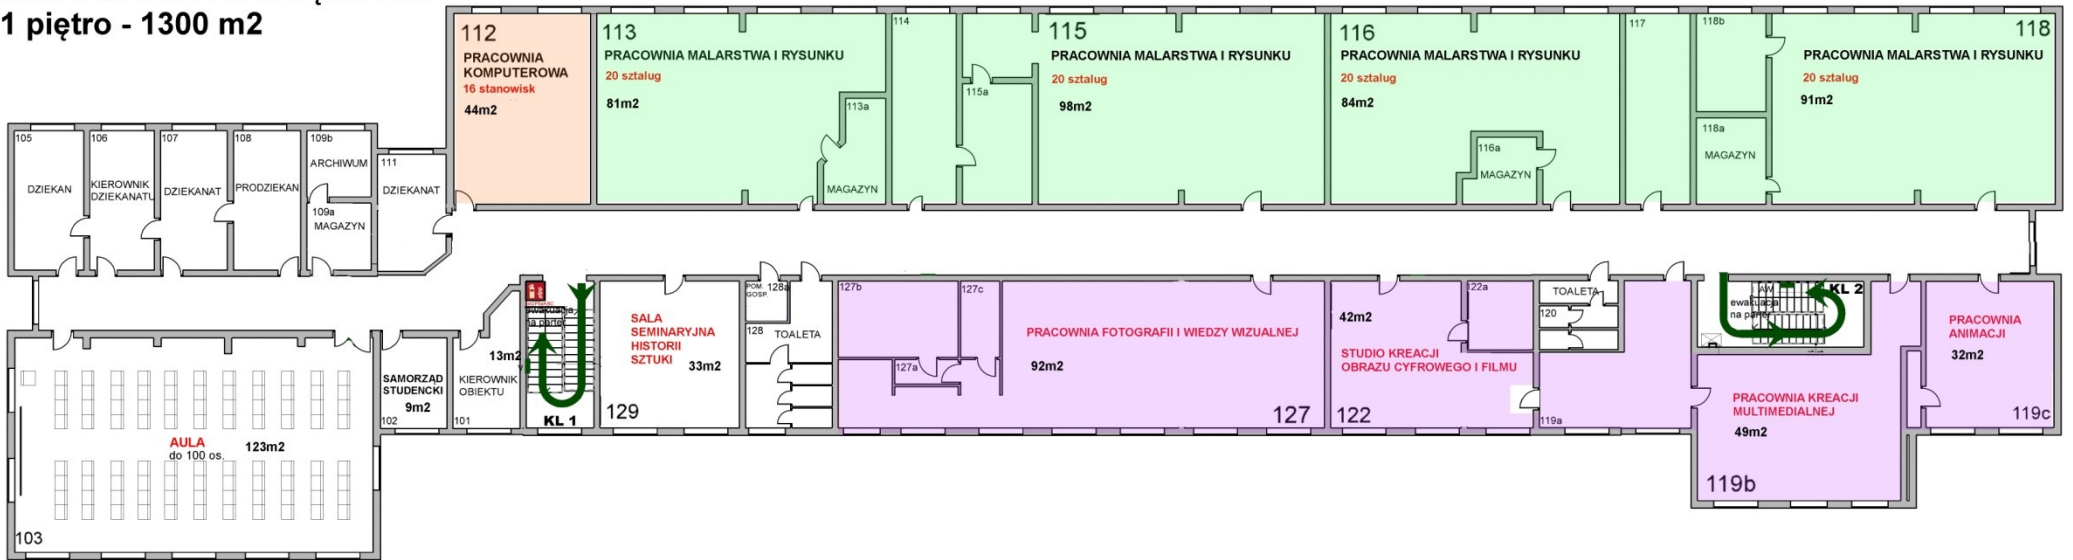 1 piętro - 1300 m2
112
PRACOWNIA
KOMPUTEROWA
16 stanowisk
44m2
113
PRACOWNIA MALARSTWA I RYSUNKU
20 sztalug
81m2
113a
MAGAZYN
114
115
PRACOWNIA MALARSTWA I RYSUNKU
20 sztalug
98m2
115a
116
PRACOWNIA MALARSTWA I RYSUNKU
20 sztalug
84m2
116a
MAGAZYN
117
118b
118a
MAGAZYN
118
PRACOWNIA MALARSTWA I RYSUNKU
20 sztalug
91m2
105
DZIEKAN
106
KIEROWNIK
DZIEKANATU
107
DZIEKANAT
108
PRODZIEKAN
109b
ARCHIWUM
109a
MAGAZYN
111
DZIEKANAT
AULA
do 100 os.
123m2
103
SAMORZĄD
STUDENCKI
9m2
102
13m2
KIEROWNIK
OBIEKTU
101
ewakuacja
na parter
KL 1
SALA
SEMINARYJNA
HISTORII
SZTUKI
33m2
129
POM.
GOSP.
128a
128
TOALETA
127b
127c
127a
PRACOWNIA FOTOGRAFII I WIEDZY WIZUALNEJ
92m2
127
42m2
122a
STUDIO KREACJI
OBRAZU CYFROWEGO I FILMU
122
TOALETA
120
119a
ewakuacja
na parter
KL 2
PRACOWNIA KREACJI
MULTIMEDIALNEJ
49m2
119b
PRACOWNIA
ANIMACJI
32m2
119c